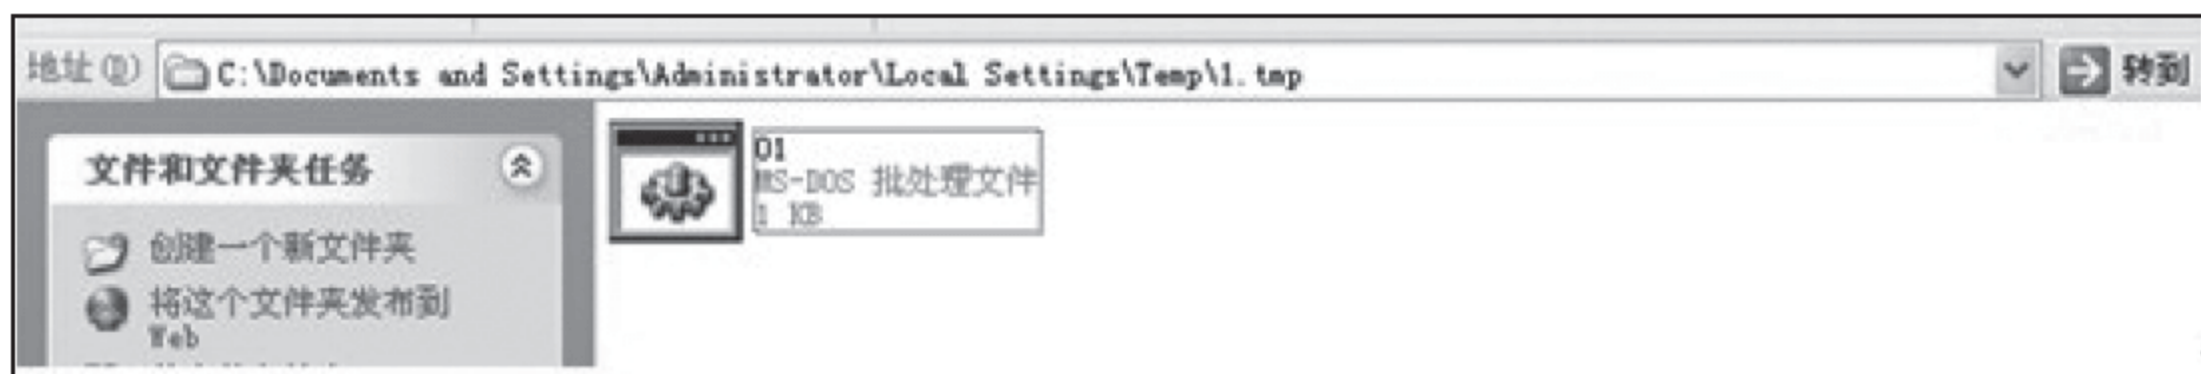 地址(D) C:\Documents and Settings\Administrator\Local Settings\Temp\1.tmp 转到
文件和文件夹任务
创建一个新文件夹
将这个文件夹发布到
Web
01
MS-DOS 批处理文件
1 KB